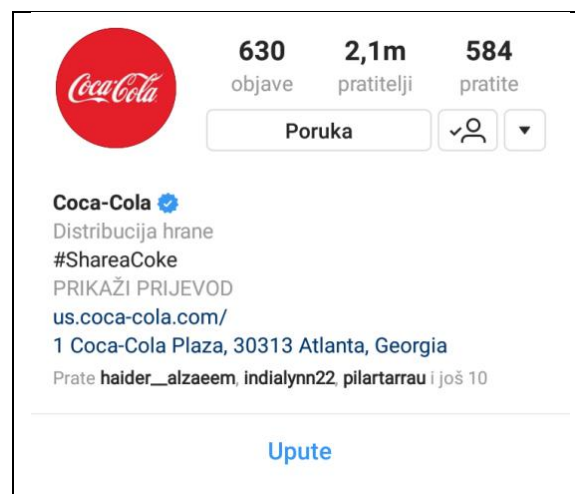 Coca-Cola
630 2,1m 584
objave pratitelji pratite
Poruka
Coca-Cola
Distribucija hrane
#ShareaCoke
PRIKAŽI PRIJEVOD
us.coca-cola.com/
1 Coca-Cola Plaza, 30313 Atlanta, Georgia
Prate haider__alzaeem, indialynn22, pilartarrau i još 10
Upute